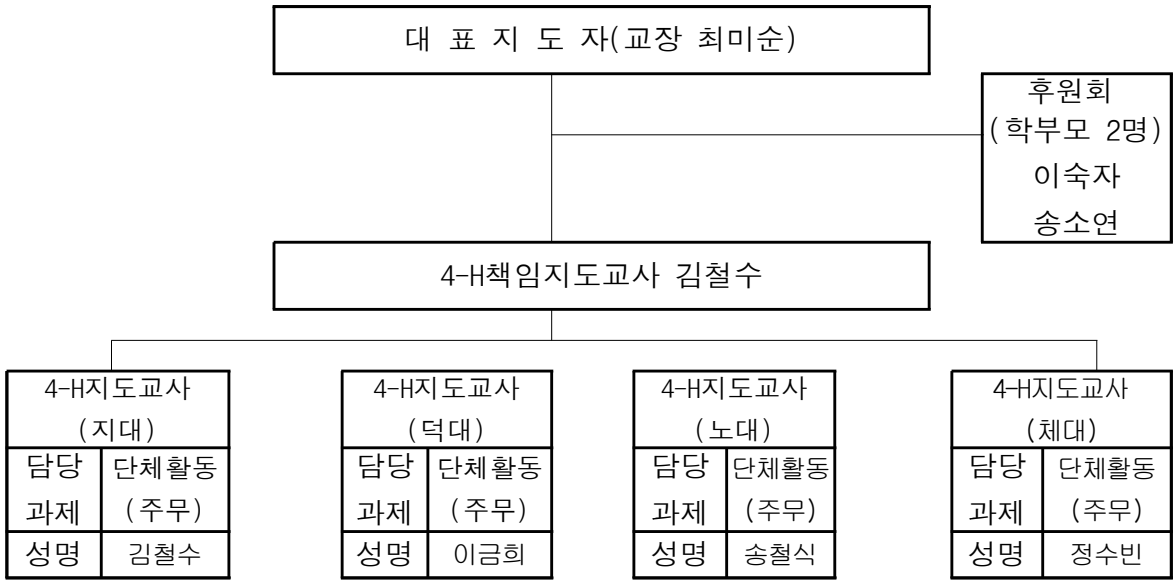 대 표 지 도 자(교장 최미순)
후원회
(학부모 2명)
이숙자
송소연
4-H책임지도교사 김철수
4-H지도교사
(지대)
담당
과제
단체활동
(주무)
성명
김철수
4-H지도교사
(덕대)
담당
과제
단체활동
(주무)
성명
이금희
4-H지도교사
(노대)
담당
과제
단체활동
(주무)
성명
송철식
4-H지도교사
(체대)
담당
과제
단체활동
(주무)
성명
정수빈